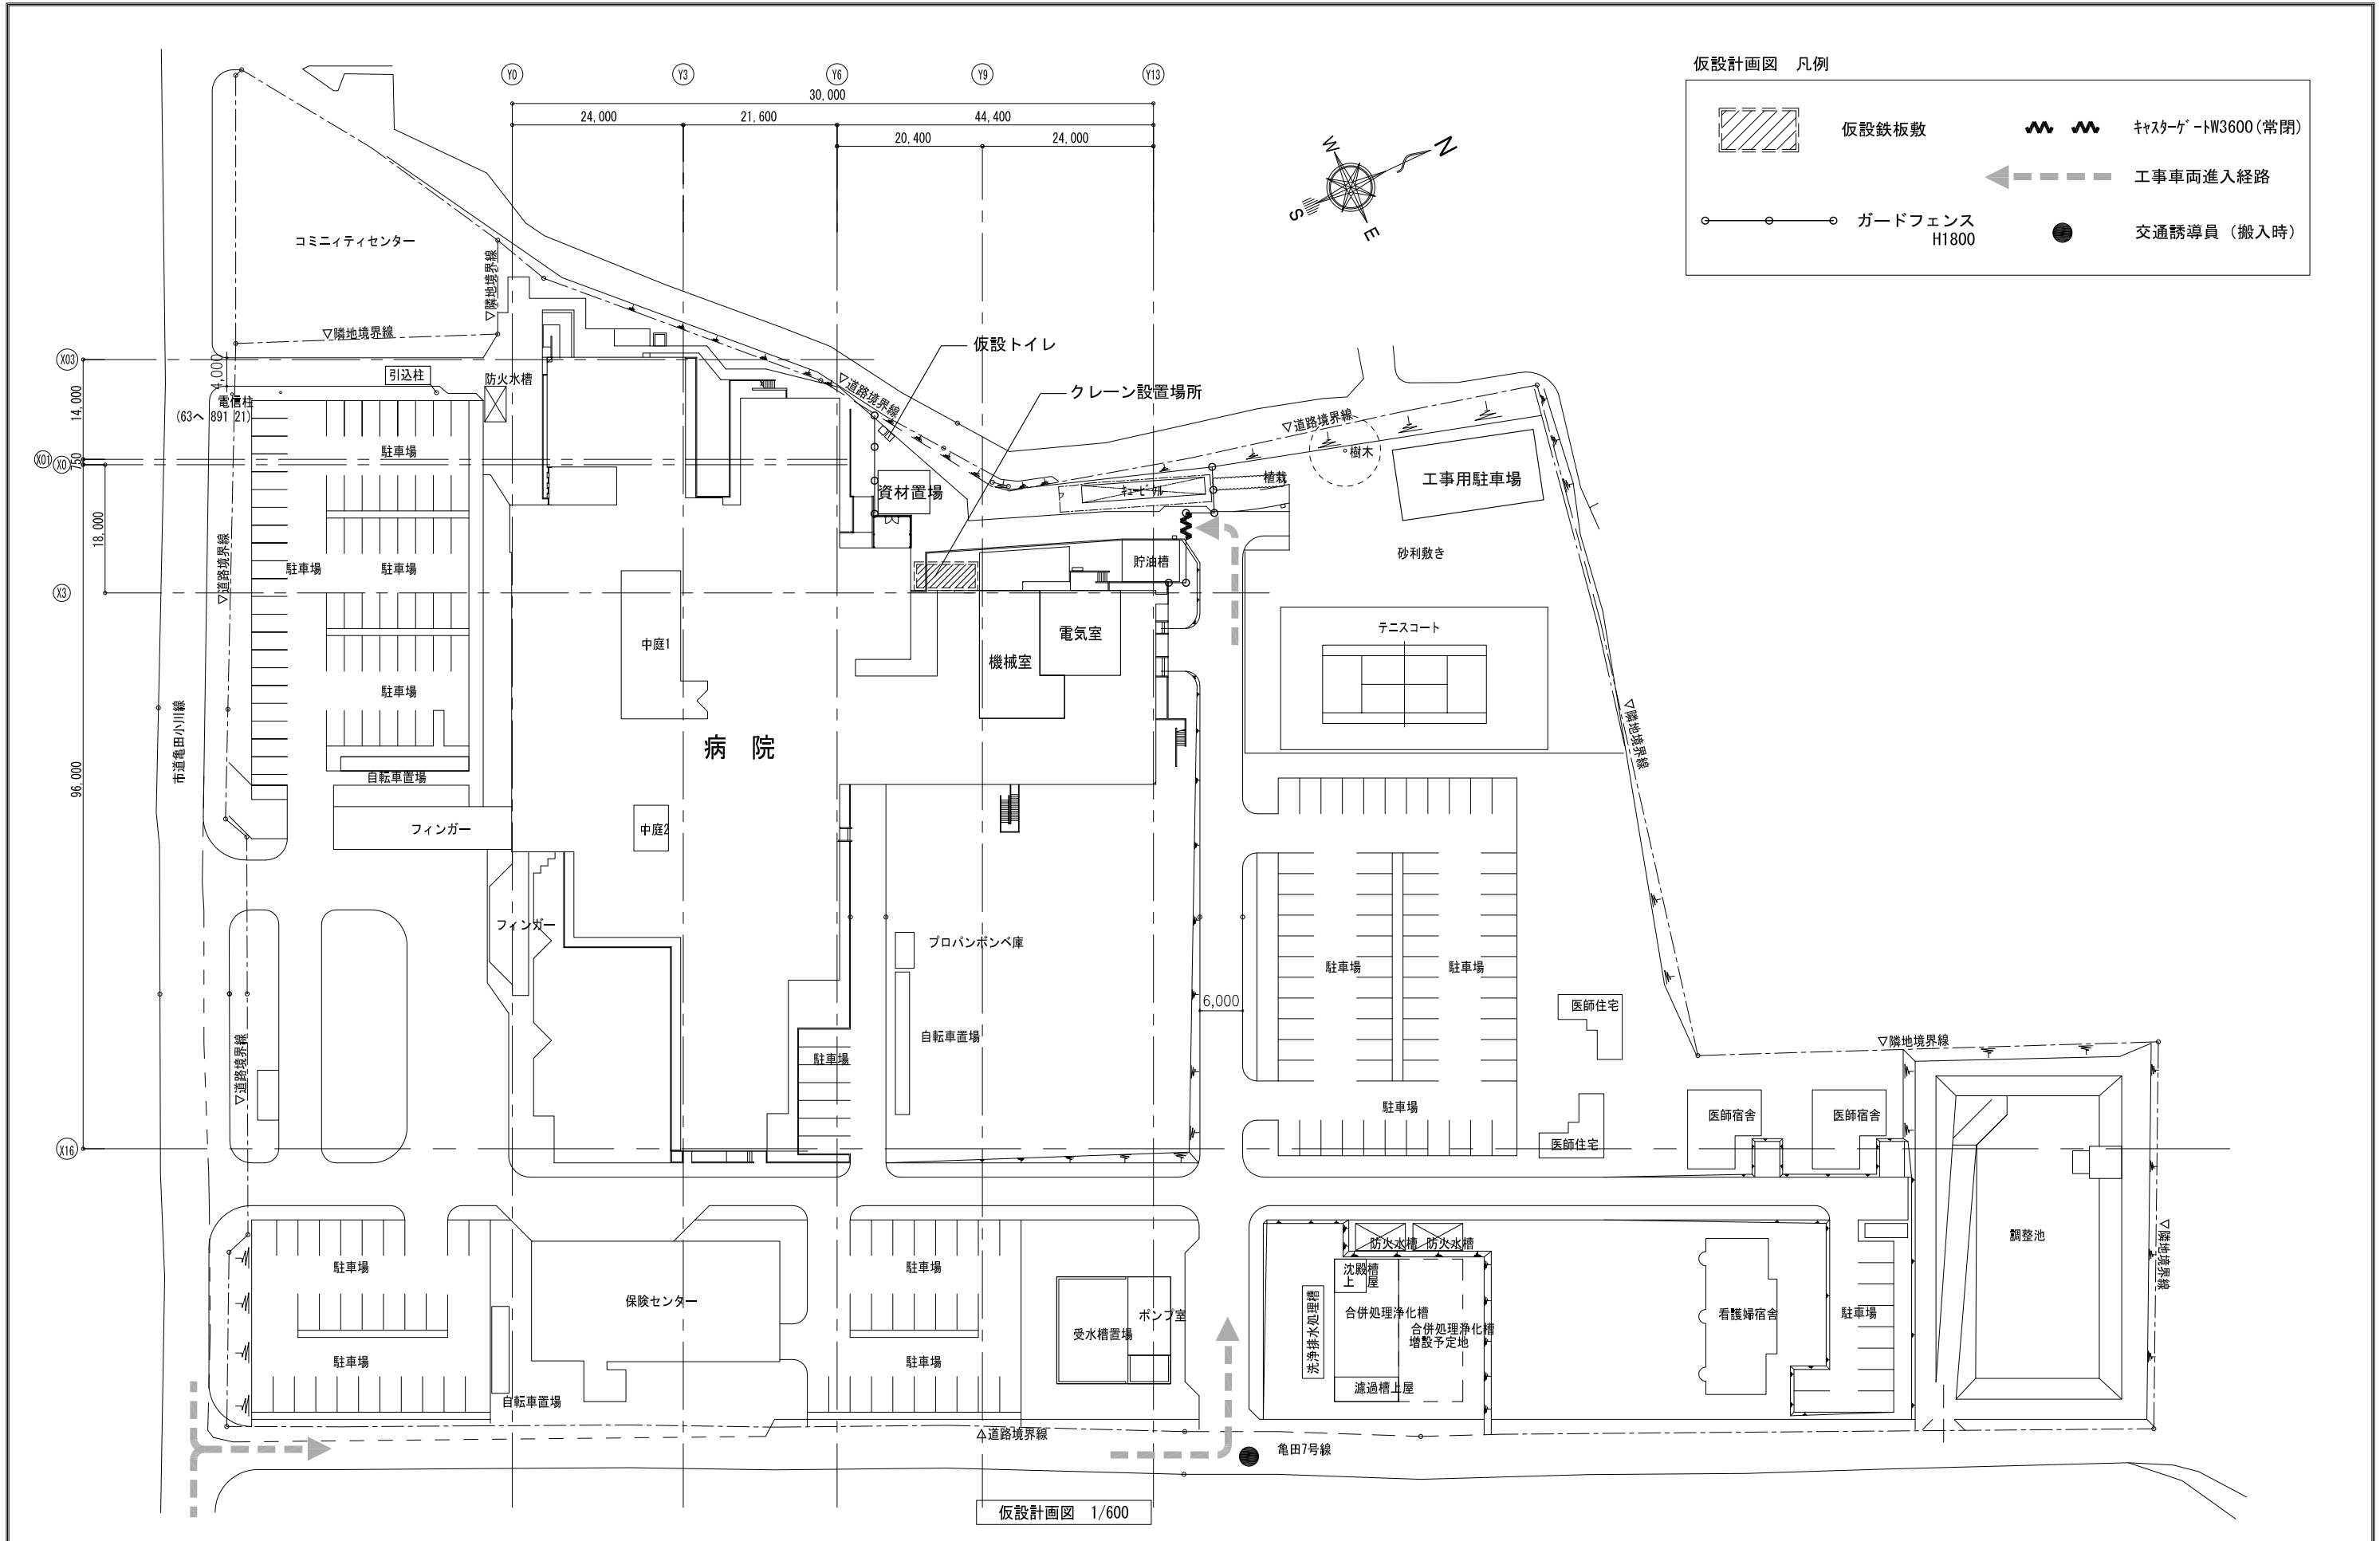 仮設計画図 凡例
仮設鉄板敷
キャスターゲートW3600(常閉)
工事車両進入経路
ガードフェンス
H1800
交通誘導員 (搬入時)
Y0
Y3
Y6
Y9
Y13
30,000
24,000
21,600
44,400
20,400
24,000
N
W
S
E
コミニィティセンター
▽隣地境界線
▽隣地境界線
X03
4,000
引込柱
防火水槽
電信柱
(63へ 891 21)
14,000
X01
X0
750
18,000
X3
96,000
X16
仮設トイレ
クレーン設置場所
▽道路境界線
▽道路境界線
樹木
工事用駐車場
植栽
キュービクル
資材置場
貯油槽
砂利敷き
駐車場
駐車場
駐車場
駐車場
▽道路境界線
市道亀田小川線
自転車置場
フィンガー
フィンガー
中庭1
中庭2
病 院
機械室
電気室
テニスコート
▽隣地境界線
プロパンボンベ庫
自転車置場
駐車場
6,000
駐車場
駐車場
駐車場
医師住宅
医師住宅
医師宿舎
医師宿舎
▽隣地境界線
▽道路境界線
調整池
▽隣地境界線
駐車場
駐車場
自転車置場
保険センター
駐車場
駐車場
受水槽置場
ポンプ室
防火水槽
防火水槽
沈殿槽
上 屋
洗浄排水処理槽
合併処理浄化槽
合併処理浄化槽
増設予定地
濾過槽上屋
看護婦宿舎
駐車場
△道路境界線
亀田7号線
仮設計画図 1/600